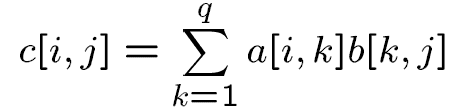 c[i, j] = \sum_{k=1}^{q} a[i, k]b[k, j]